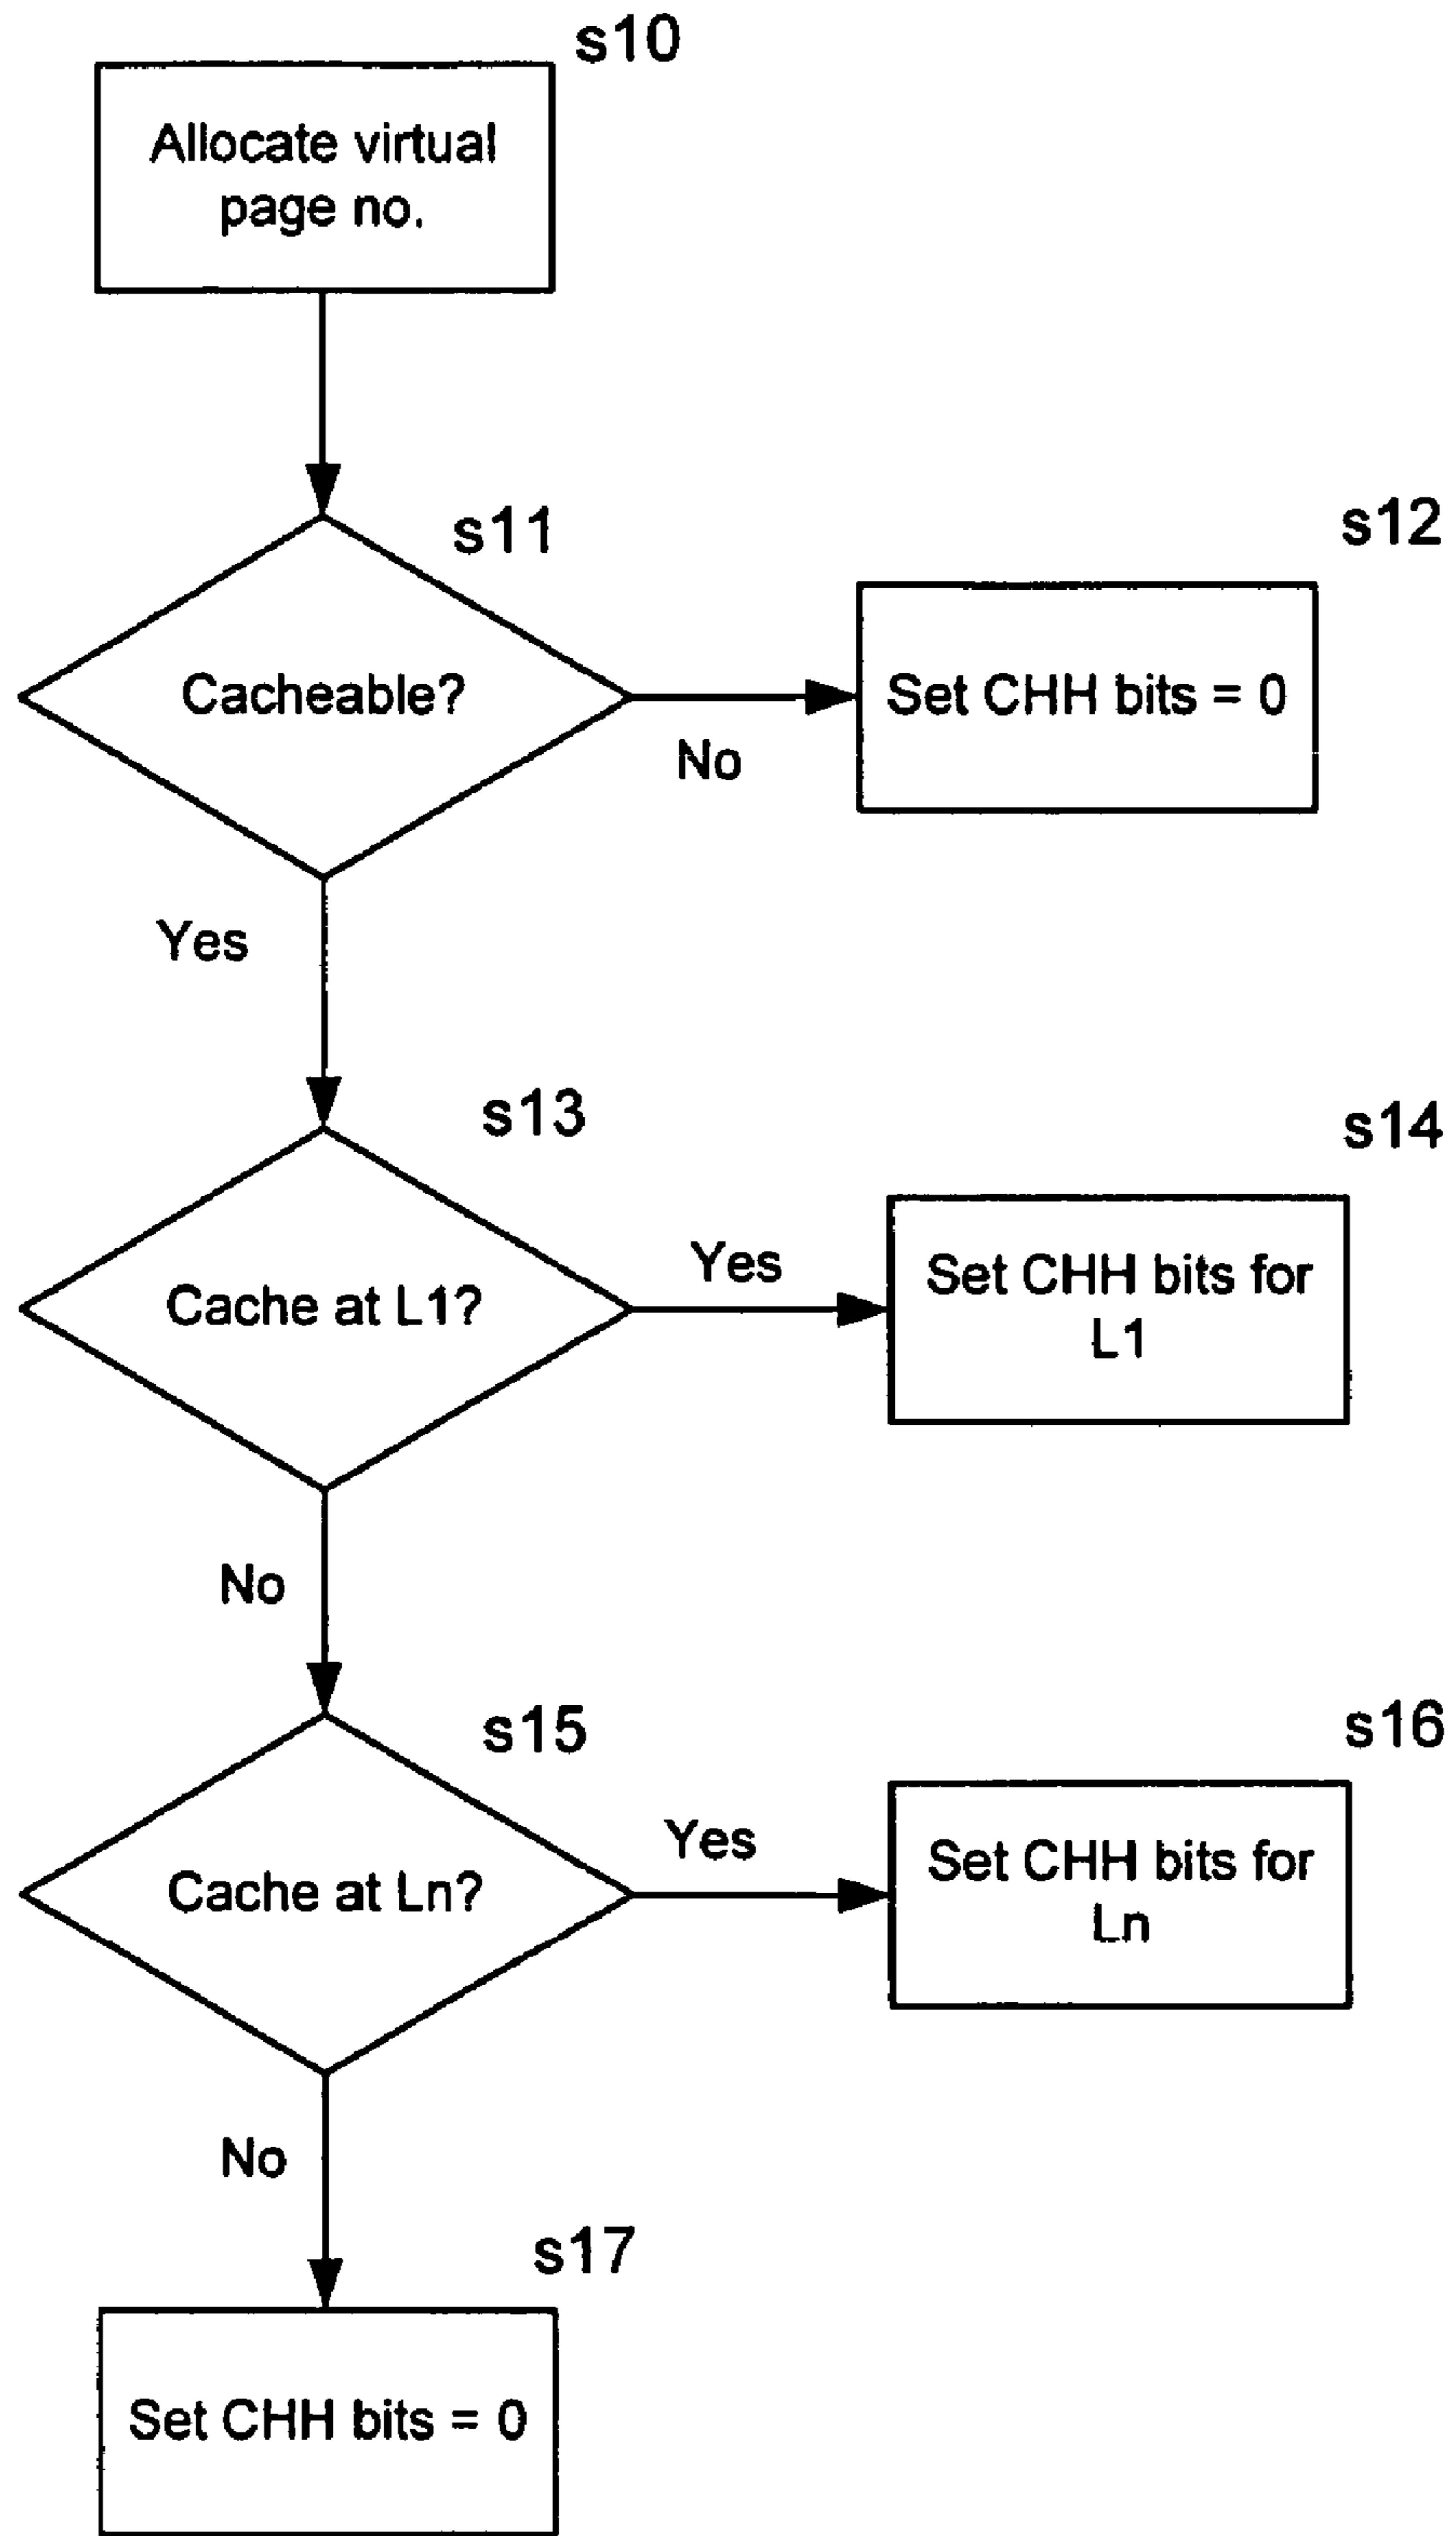 s10
Allocate virtual
page no.
s11
Cacheable?
No
s12
Set CHH bits = 0
Yes
s13
Cache at L1?
Yes
s14
Set CHH bits for
L1
No
s15
Cache at Ln?
Yes
s16
Set CHH bits for
Ln
No
s17
Set CHH bits = 0